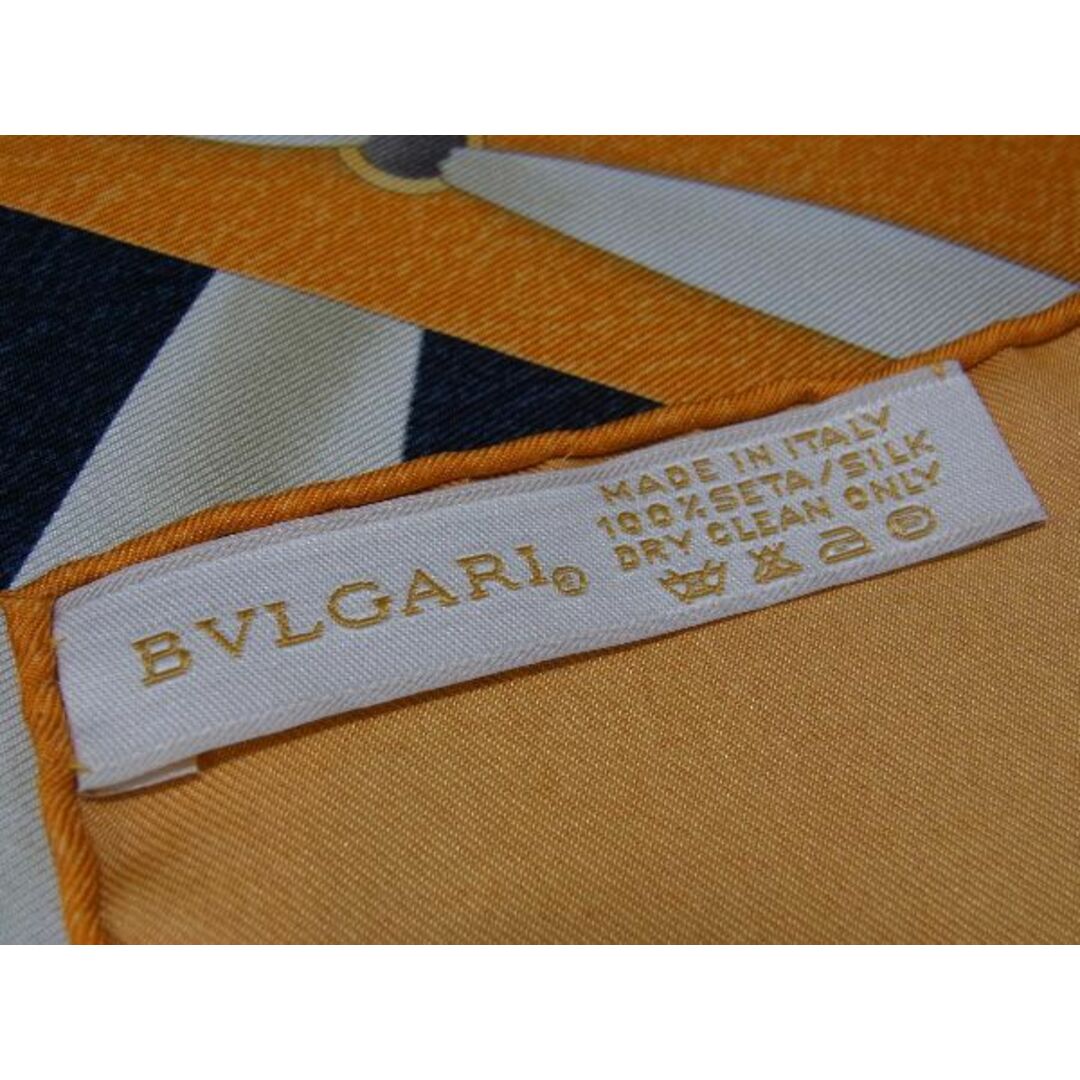 BVLGARI
MADE IN ITALY
100% SETA/SILK
DRY CLEAN ONLY